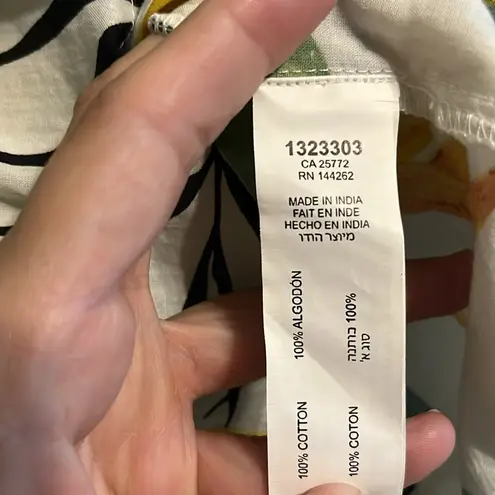 1323303
CA 25772
RN 144262
MADE IN INDIA
FAIT EN INDE
HECHO EN INDIA
מיוצר הודו
100% ALGODÓN
100% כותנה
סוג א'
100% COTTON
100% COTON